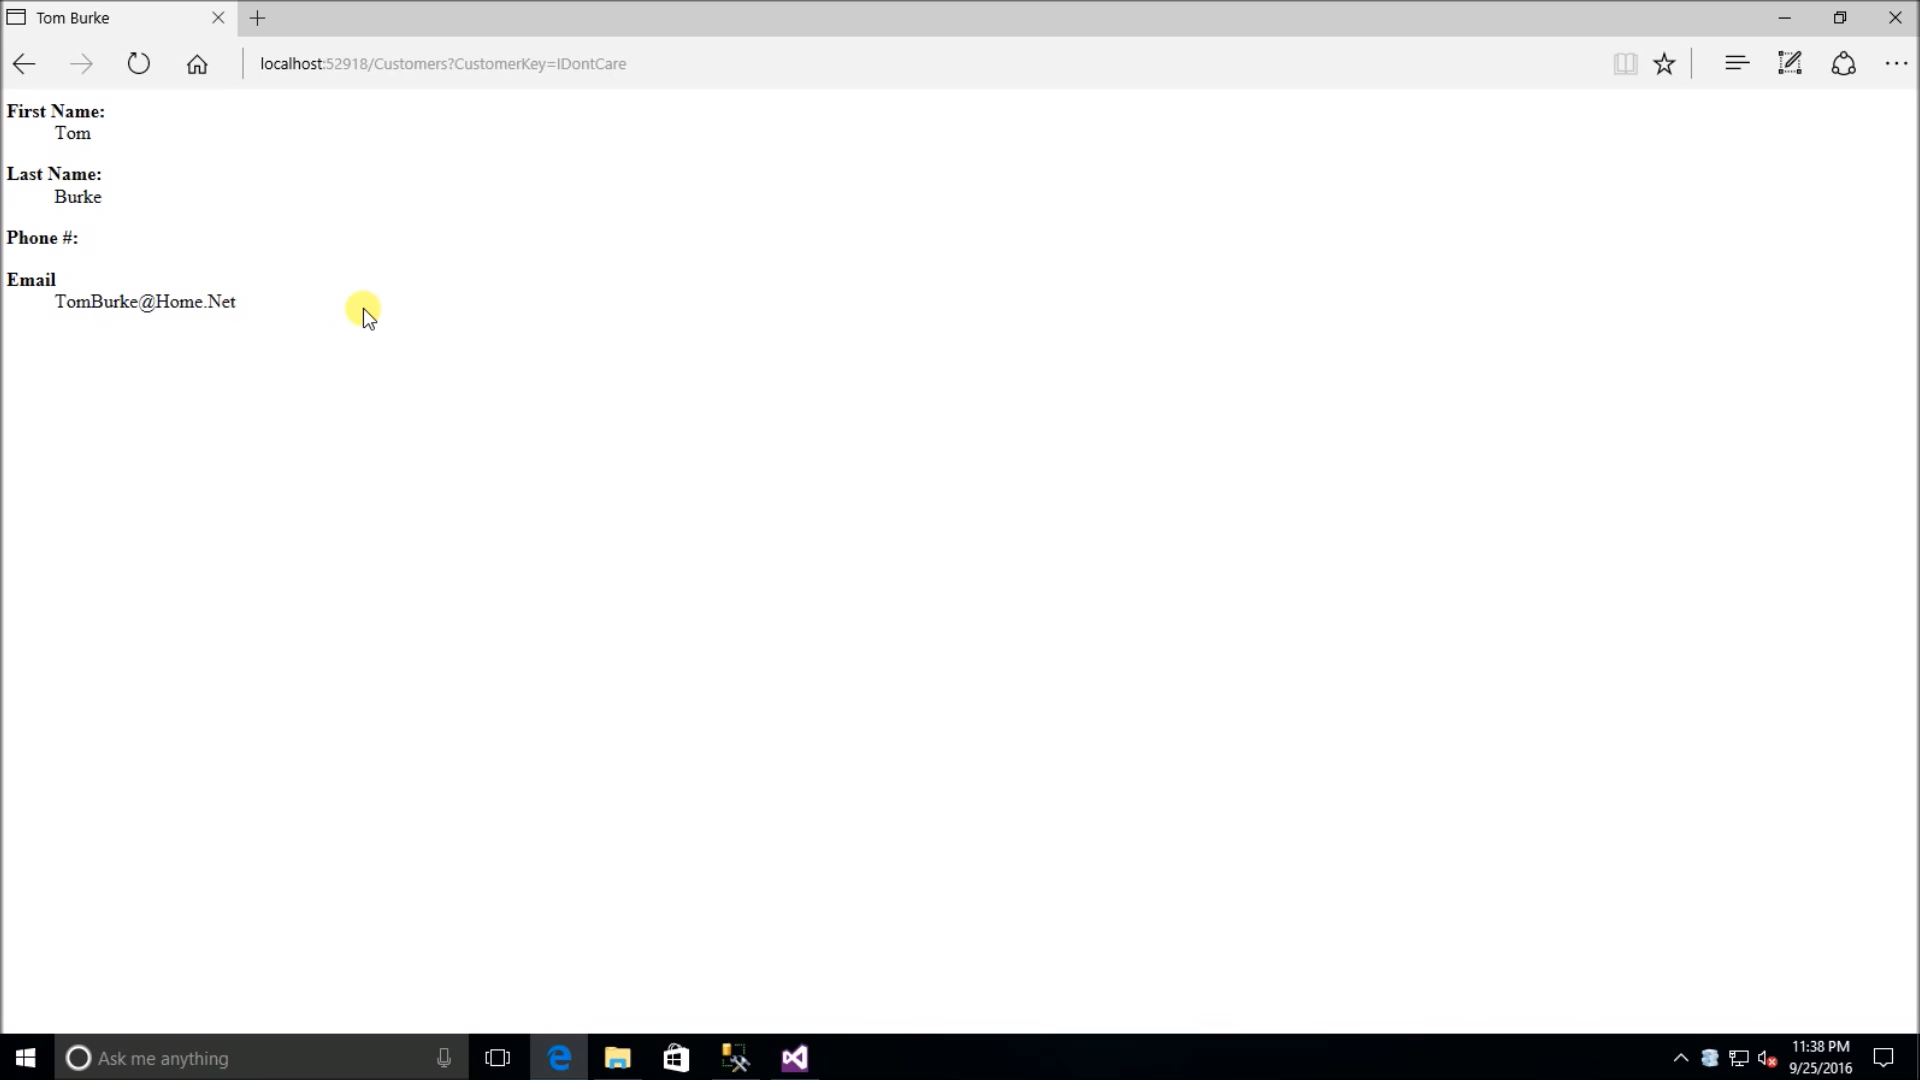 Tom Burke
localhost:52918/Customers?CustomerKey=IDontCare
First Name:
Tom
Last Name:
Burke
Phone #:
Email
TomBurke@Home.Net
Ask me anything
11:38 PM
9/25/2016